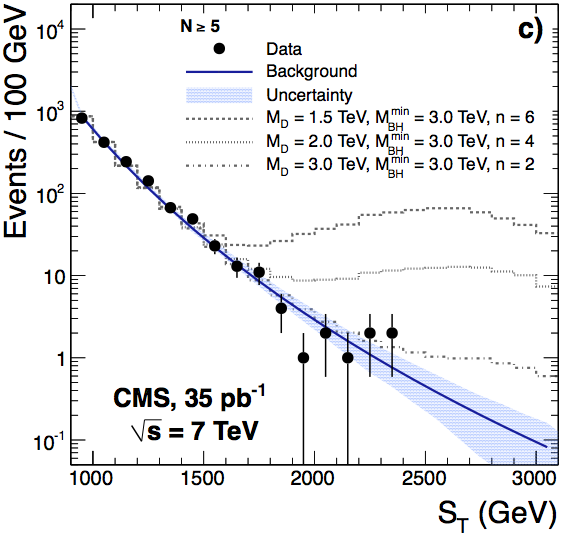 N ≥ 5
c)
Data
Background
Uncertainty
M_D = 1.5 TeV, M_BH^min = 3.0 TeV, n = 6
M_D = 2.0 TeV, M_BH^min = 3.0 TeV, n = 4
M_D = 3.0 TeV, M_BH^min = 3.0 TeV, n = 2
Events / 100 GeV
10^4
10^3
10^2
10
1
10^-1
CMS, 35 pb^-1
√s = 7 TeV
1000 1500 2000 2500 3000
S_T (GeV)